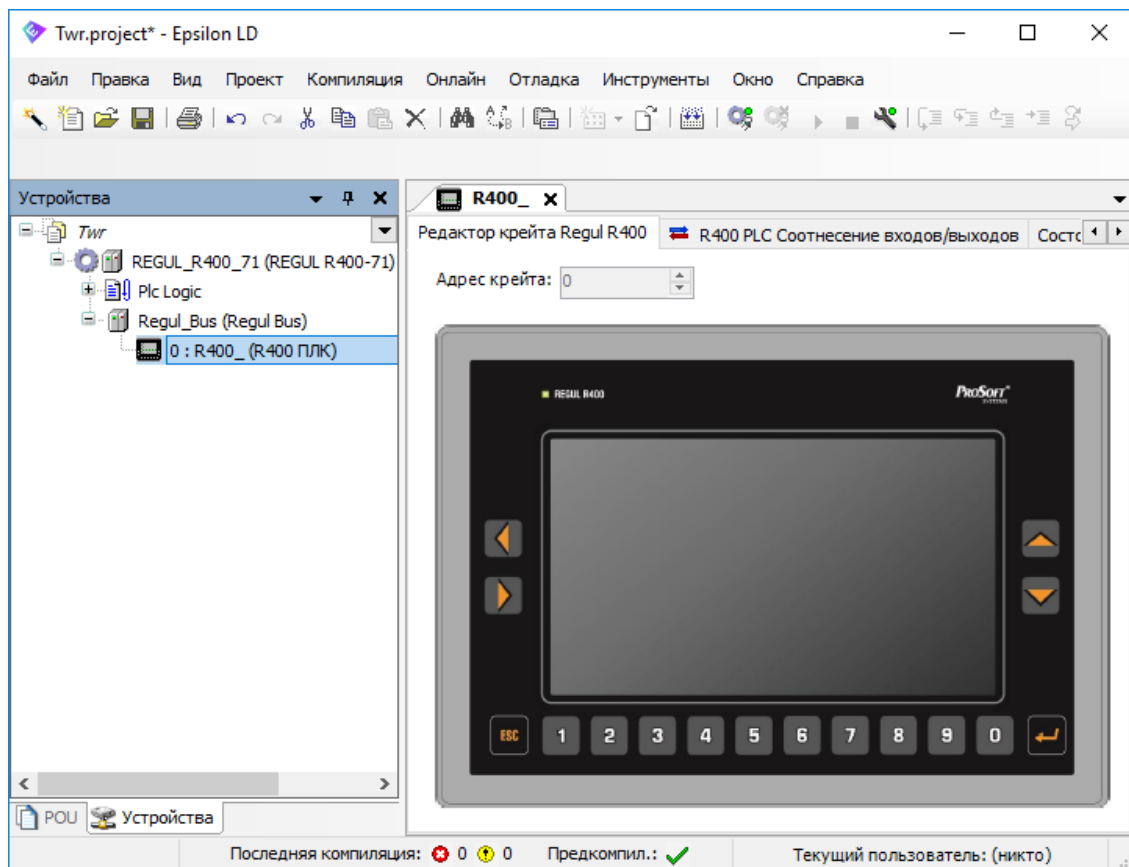 Twr.project* - Epsilon LD
Файл Правка Вид Проект Компиляция Онлайн Отладка Инструменты Окно Справка
Устройства
Twr
REGUL_R400_71 (REGUL R400-71)
Plc Logic
Regul_Bus (Regul Bus)
0 : R400_ (R400 ПЛК)
POU Устройства
R400_
Редактор крейта Regul R400 R400 PLC Соотнесение входов/выходов Состо
Адрес крейта: 0
REGUL R400 PROSOFT®
SYSTEMS
ESC 1 2 3 4 5 6 7 8 9 0
Последняя компиляция: 0 0 Предкомпил.: Текущий пользователь: (никто)